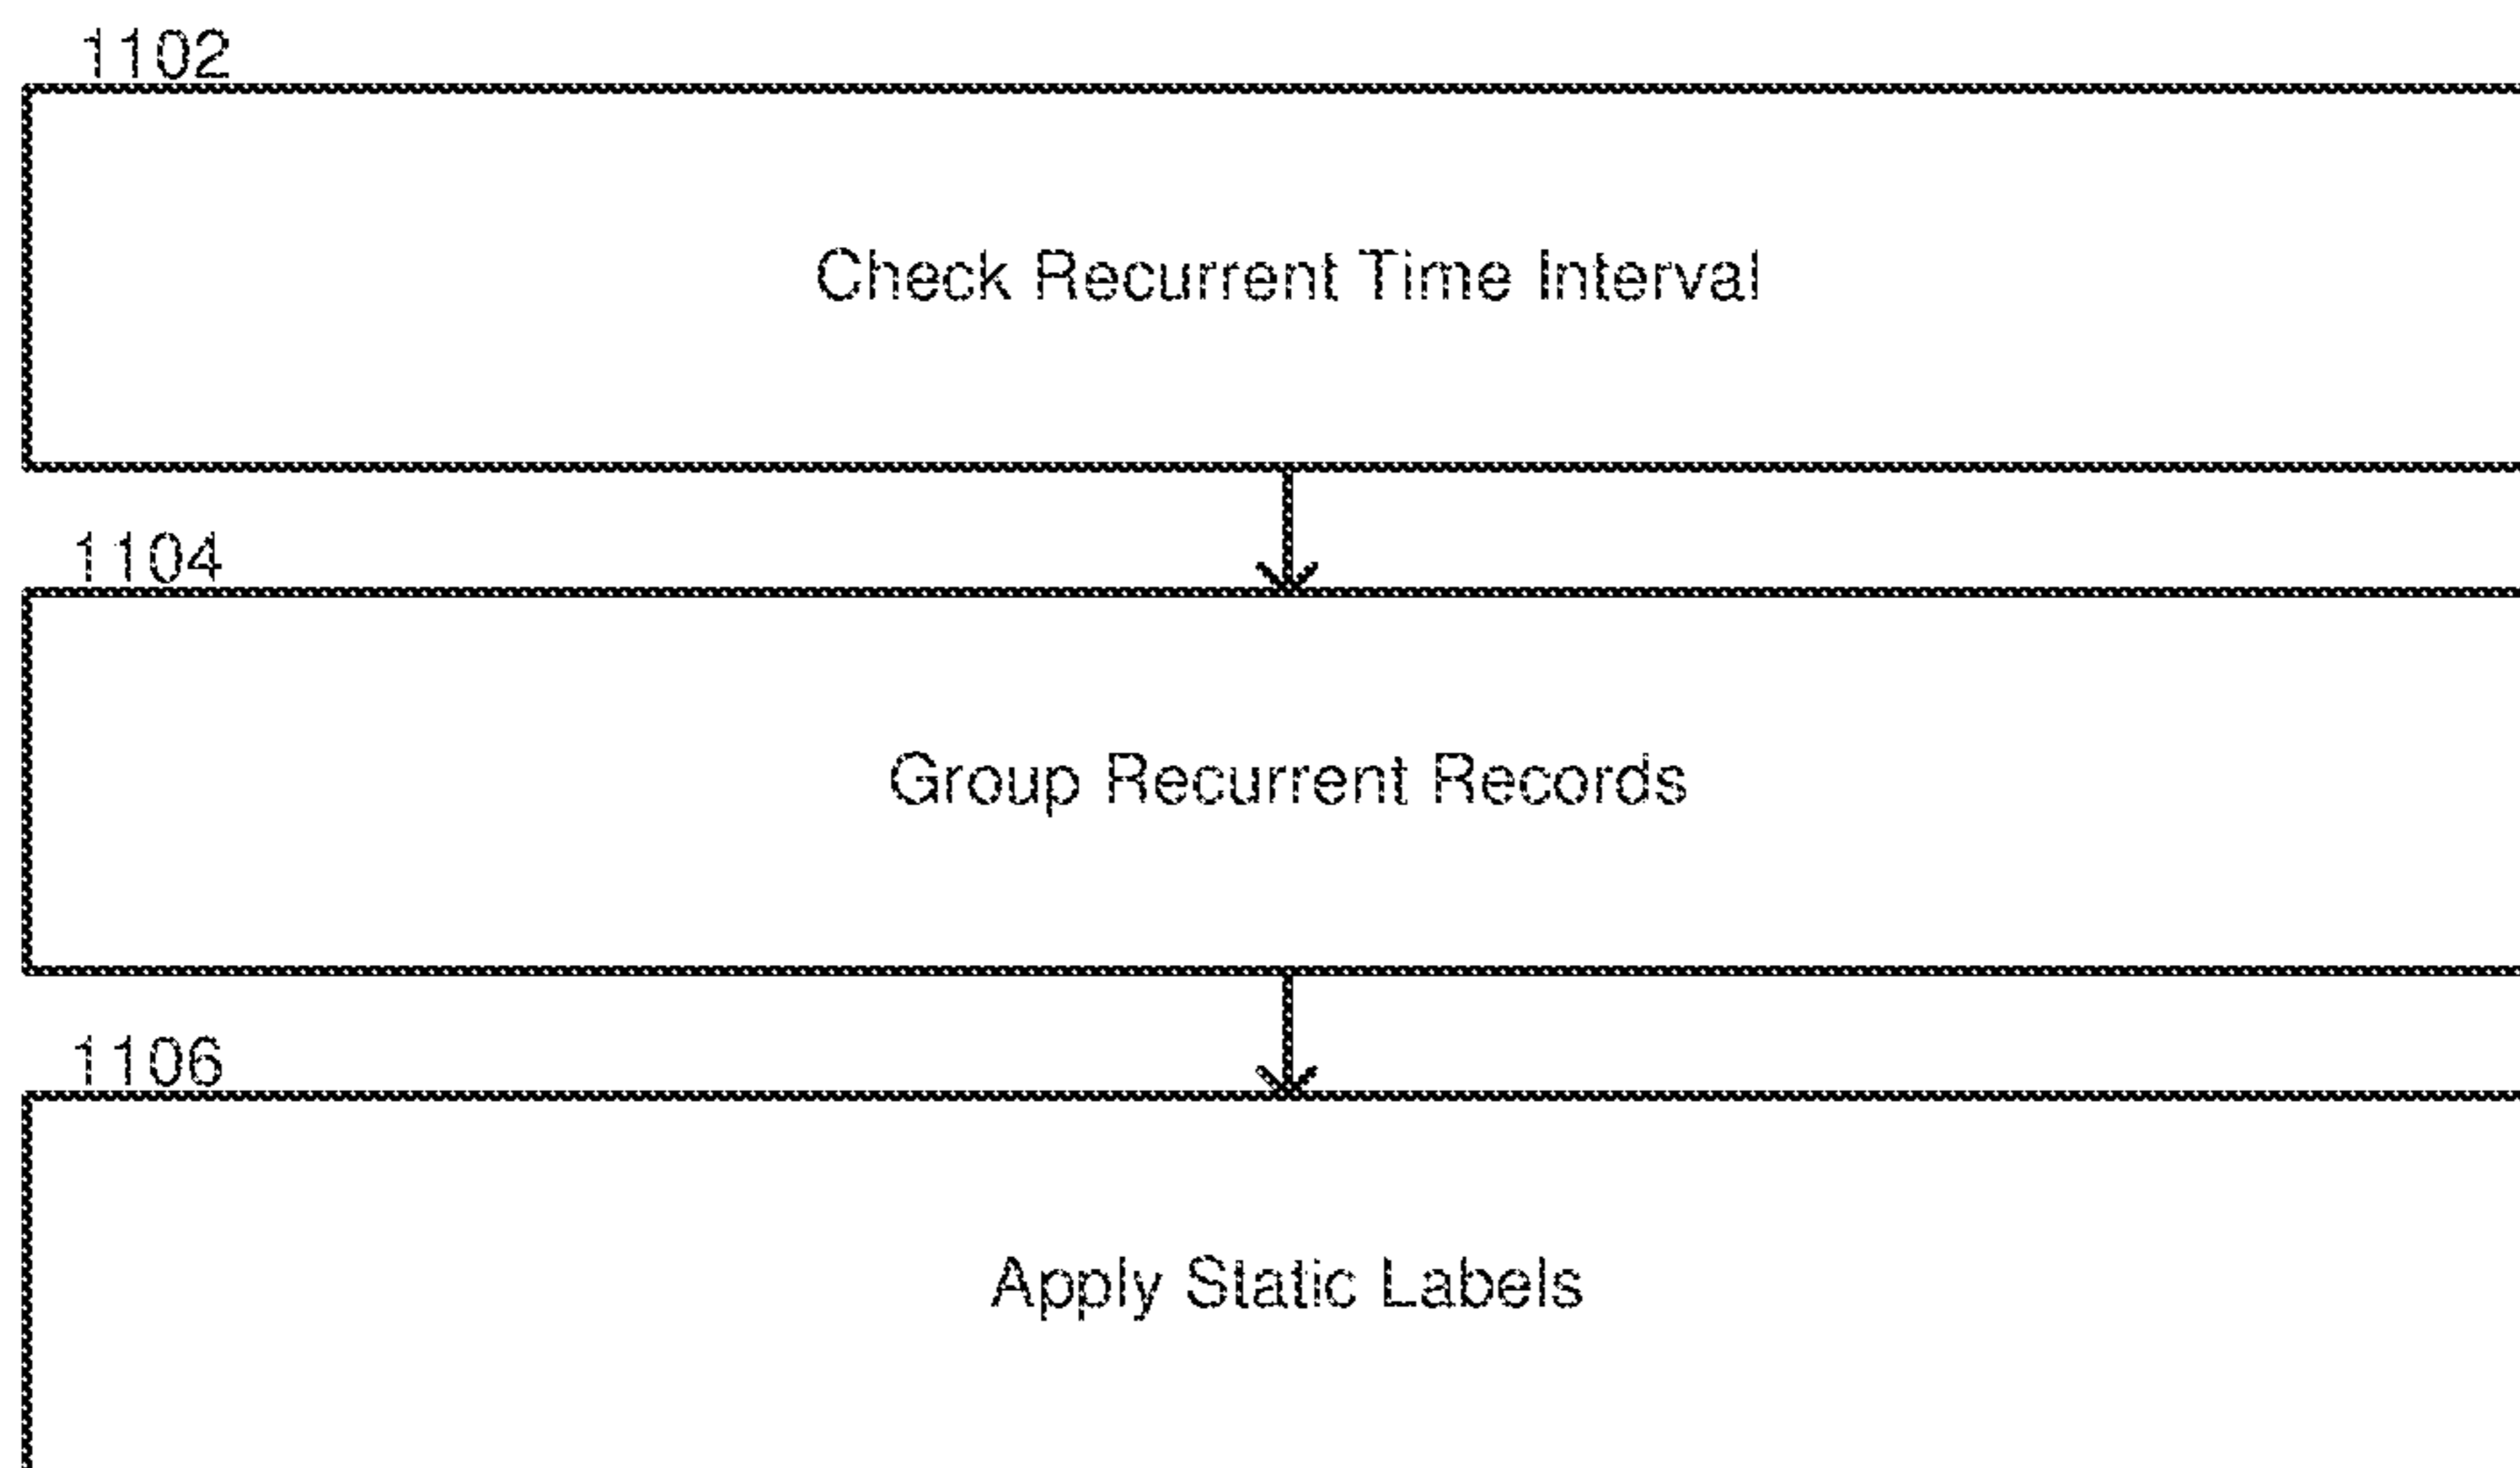 1102
Check Recurrent Time Interval
1104
Group Recurrent Records
1106
Apply Static Labels